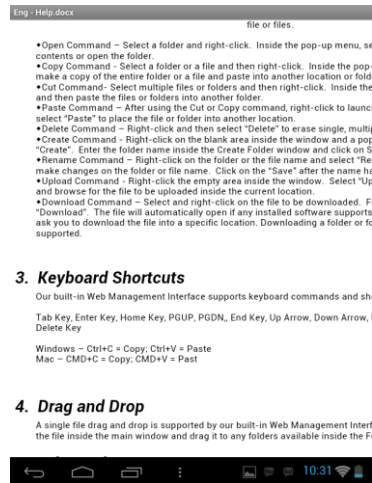 Eng - Help.docx
file or files.
◆Open Command – Select a folder and right-click. Inside the pop-up menu, se
contents or open the folder.
◆Copy Command - Select a folder or a file and then right-click. Inside the pop-
make a copy of the entire folder or a file and paste into another location or fold
◆Cut Command- Select multiple files or folders and then right-click. Inside the
and then paste the files or folders into another folder.
◆Paste Command – After using the Cut or Copy command, right-click to launc
select “Paste” to place the file or folder into another location.
◆Delete Command – Right-click and then select “Delete” to erase single, multip
◆Create Command - Right-click on the blank area inside the window and a pop
“Create”. Enter the folder name inside the Create Folder window and click on S
◆Rename Command – Right-click on the folder or the file name and select “Re
make changes on the folder or file name. Click on the “Save” after the name ha
◆Upload Command - Right-click the empty area inside the window. Select “Up
and browse for the file to be uploaded inside the current location.
◆Download Command – Select and right-click on the file to be downloaded. F
“Download”. The file will automatically open if any installed software supports
ask you to download the file into a specific location. Downloading a folder or fo
supported.
3. Keyboard Shortcuts
Our built-in Web Management Interface supports keyboard commands and sho
Tab Key, Enter Key, Home Key, PGUP, PGDN,, End Key, Up Arrow, Down Arrow,
Delete Key
Windows – Ctrl+C = Copy; Ctrl+V = Paste
Mac – CMD+C = Copy; CMD+V = Past
4. Drag and Drop
A single file drag and drop is supported by our built-in Web Management Interf
the file inside the main window and drag it to any folders available inside the F
10:31